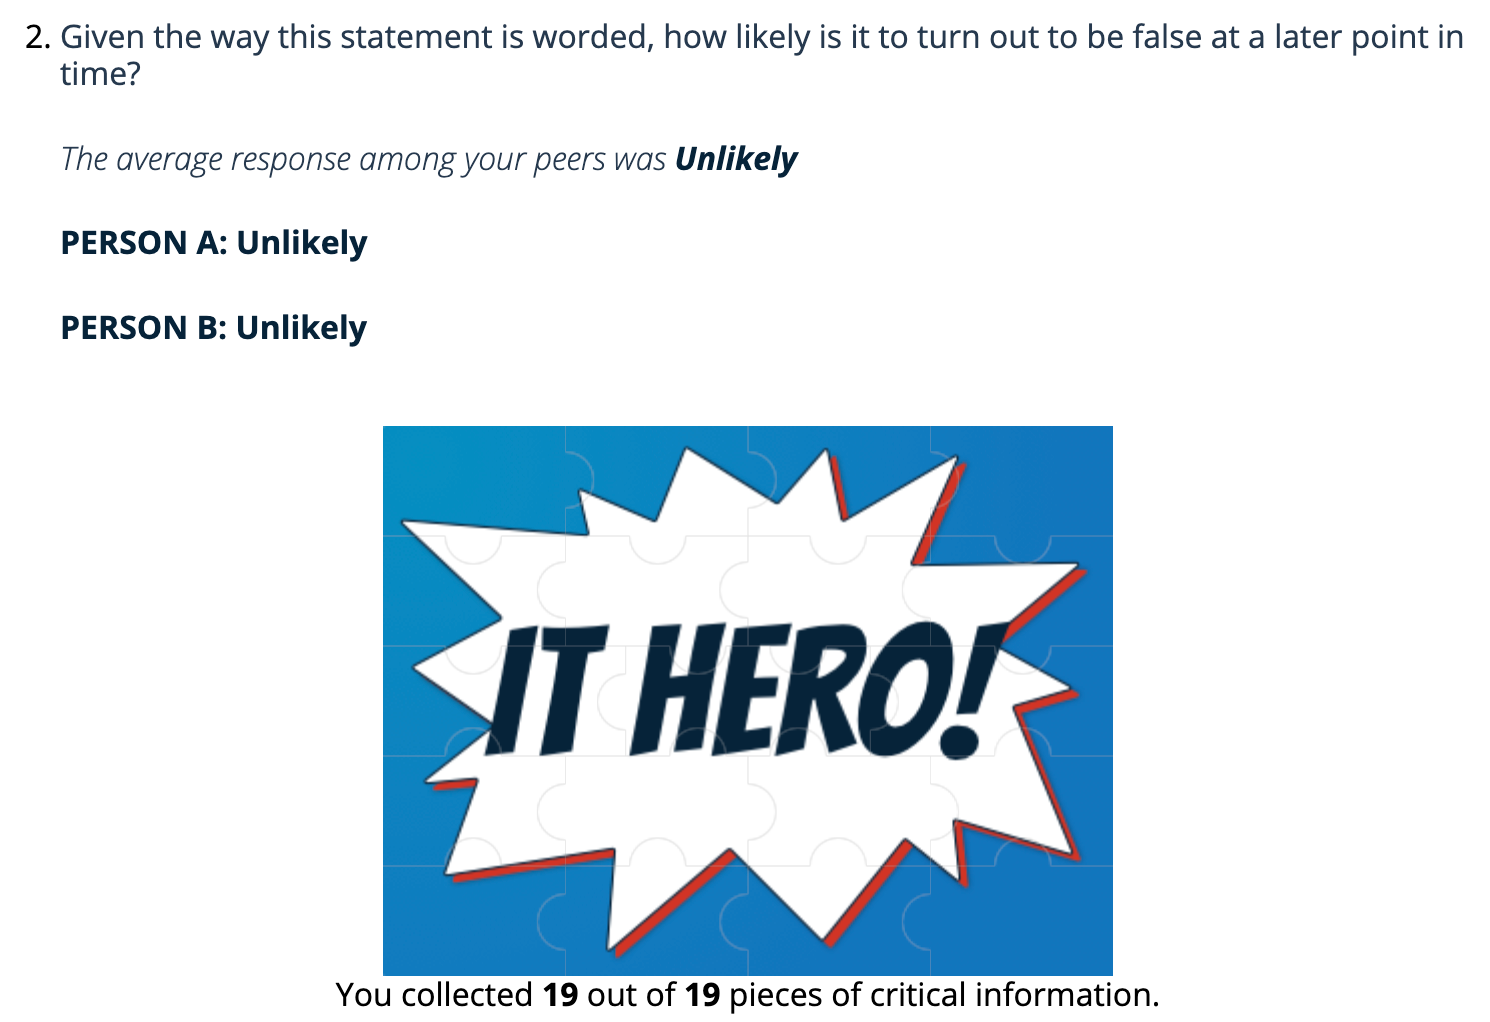 2. Given the way this statement is worded, how likely is it to turn out to be false at a later point in
time?
The average response among your peers was Unlikely
PERSON A: Unlikely
PERSON B: Unlikely
IT HERO!
You collected 19 out of 19 pieces of critical information.